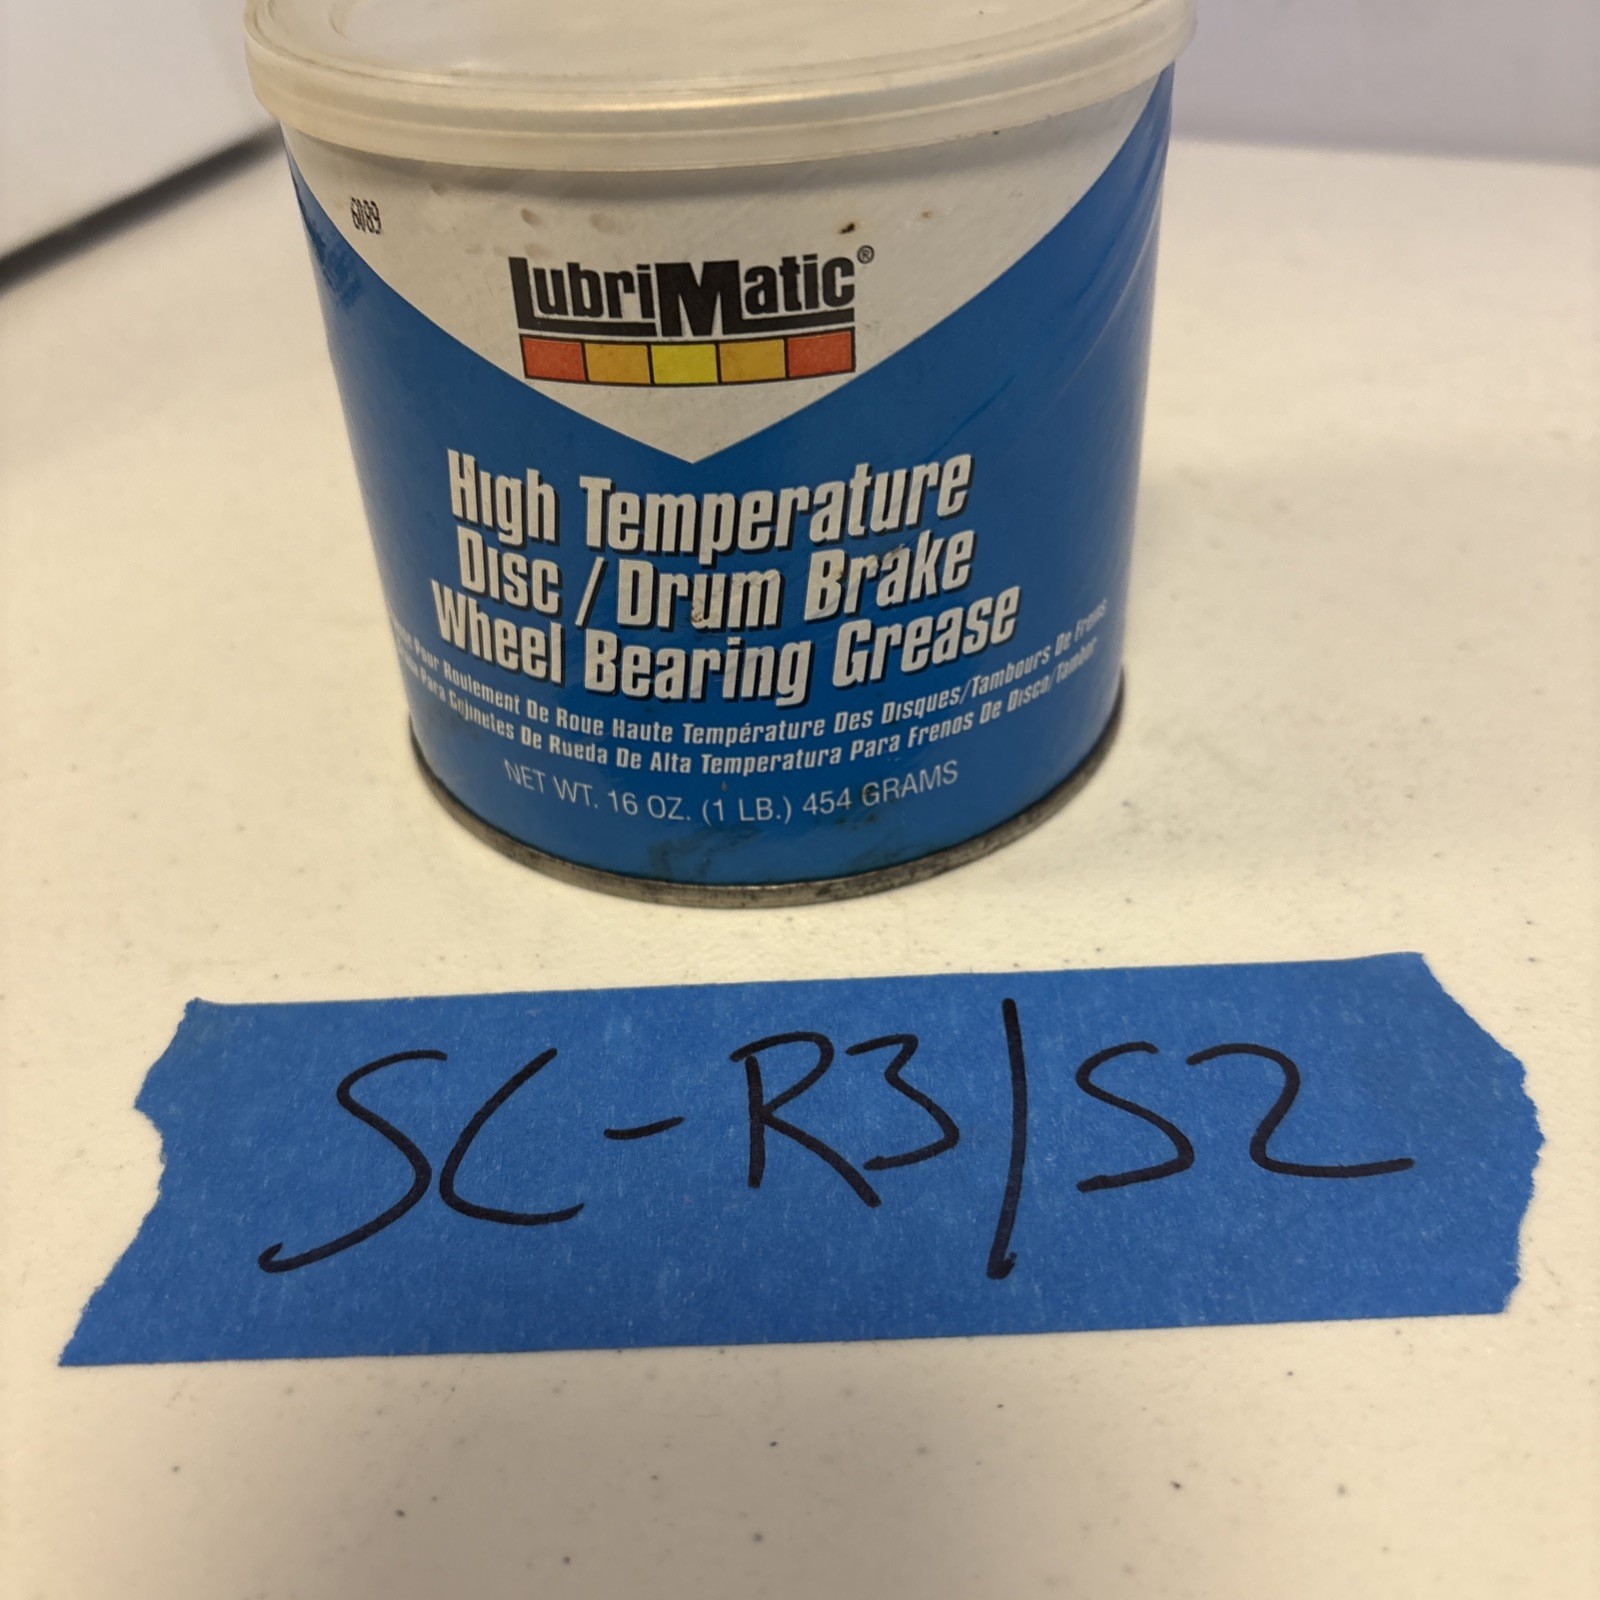 6089
LubriMatic®
High Temperature
Disc / Drum Brake
Wheel Bearing Grease
Pour Roulement De Roue Haute Température Des Disques/Tambours De Freins
Para Cojinetes De Rueda De Alta Temperatura Para Frenos De Disco/Tambor
NET WT. 16 OZ. (1 LB.) 454 GRAMS
SC-R3/S2